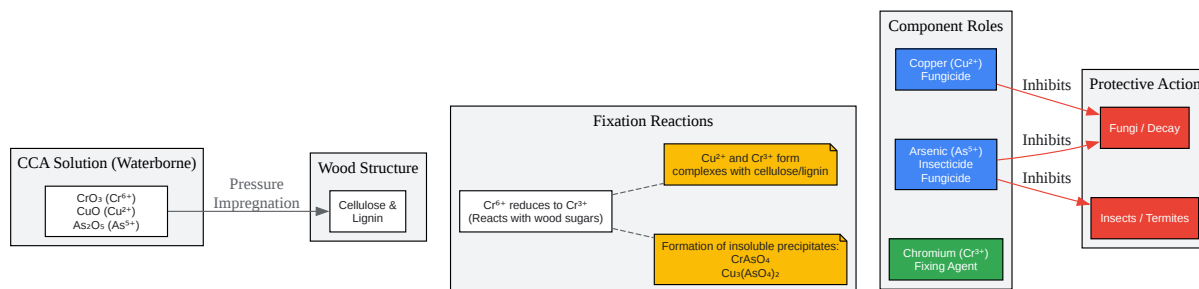 CCA Solution (Waterborne)
CrO₃ (Cr⁶⁺)
CuO (Cu²⁺)
As₂O₅ (As⁵⁺)
Pressure
Impregnation
Wood Structure
Cellulose &
Lignin
Fixation Reactions
Cr⁶⁺ reduces to Cr³⁺
(Reacts with wood sugars)
Cu²⁺ and Cr³⁺ form
complexes with cellulose/lignin
Formation of insoluble precipitates:
CrAsO₄
Cu₃(AsO₄)₂
Component Roles
Copper (Cu²⁺)
Fungicide
Arsenic (As⁵⁺)
Insecticide
Fungicide
Chromium (Cr³⁺)
Fixing Agent
Inhibits
Inhibits
Inhibits
Protective Action
Fungi / Decay
Insects / Termites